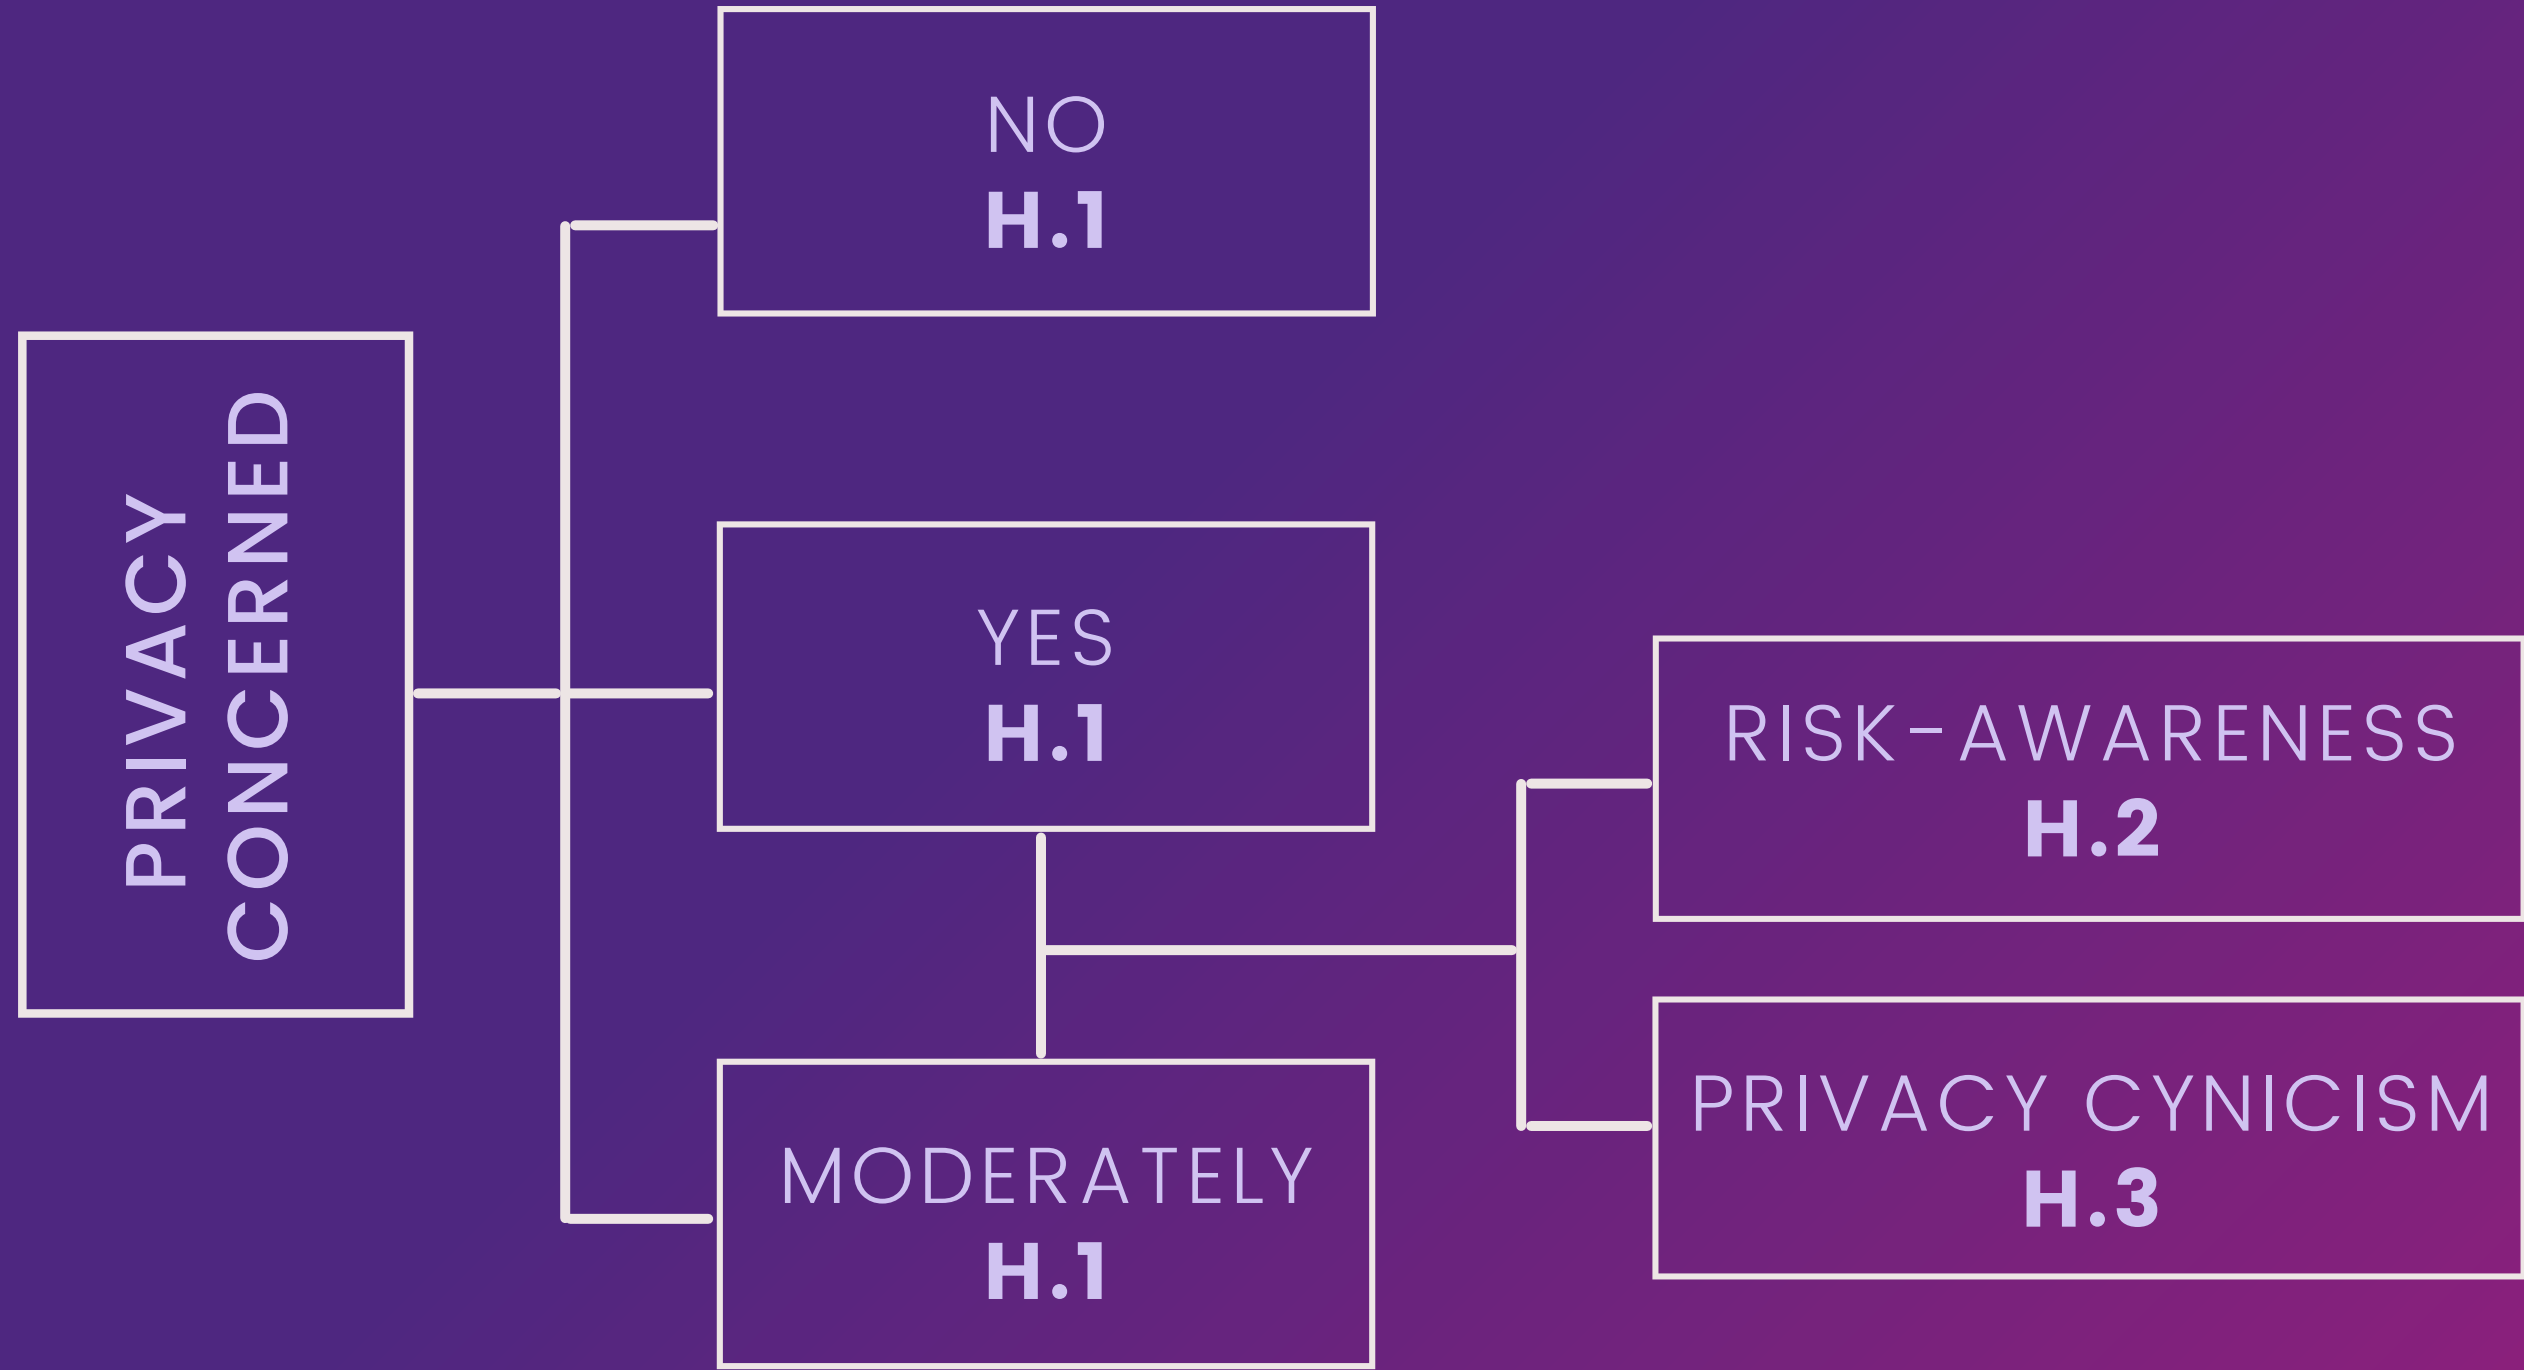 PRIVACY
CONCERNED
NO
H.1
YES
H.1
MODERATELY
H.1
RISK-AWARENESS
H.2
PRIVACY CYNICISM
H.3